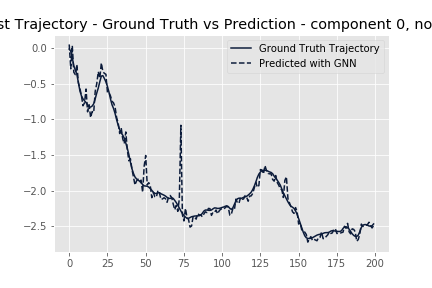 st Trajectory - Ground Truth vs Prediction - component 0, no
Ground Truth Trajectory
Predicted with GNN
0.0
−0.5
−1.0
−1.5
−2.0
−2.5
0 25 50 75 100 125 150 175 200